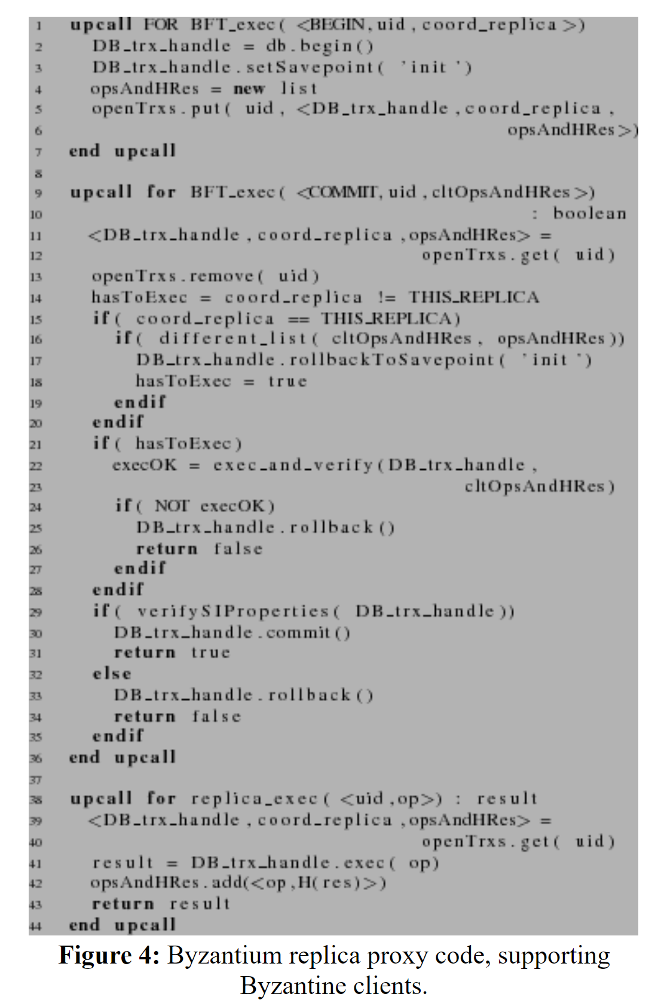 1 upcall FOR BFT_exec( <BEGIN, uid , coord_replica >)
2 DB_trx_handle = db.begin()
3 DB_trx_handle.setSavepoint( 'init ')
4 opsAndHRes = new list
5 openTrxs.put( uid , <DB_trx_handle ,coord_replica ,
6 opsAndHRes>)
7 end upcall
8
9 upcall for BFT_exec( <COMMIT, uid ,cltOpsAndHRes>)
10 : boolean
11 <DB_trx_handle ,coord_replica ,opsAndHRes> =
12 openTrxs.get( uid)
13 openTrxs.remove( uid)
14 hasToExec = coord_replica != THIS_REPLICA
15 if( coord_replica == THIS_REPLICA)
16 if( different_list( cltOpsAndHRes, opsAndHRes))
17 DB_trx_handle.rollbackToSavepoint( 'init ')
18 hasToExec = true
19 endif
20 endif
21 if( hasToExec)
22 execOK = exec_and_verify(DB_trx_handle ,
23 cltOpsAndHRes)
24 if( NOT execOK)
25 DB_trx_handle.rollback()
26 return false
27 endif
28 endif
29 if( verifySIProperties( DB_trx_handle))
30 DB_trx_handle.commit()
31 return true
32 else
33 DB_trx_handle.rollback()
34 return false
35 endif
36 end upcall
37
38 upcall for replica_exec( <uid ,op>) : result
39 <DB_trx_handle ,coord_replica ,opsAndHRes> =
40 openTrxs.get( uid)
41 result = DB_trx_handle.exec( op)
42 opsAndHRes.add(<op,H(res)>)
43 return result
44 end upcall
Figure 4: Byzantium replica proxy code, supporting
Byzantine clients.